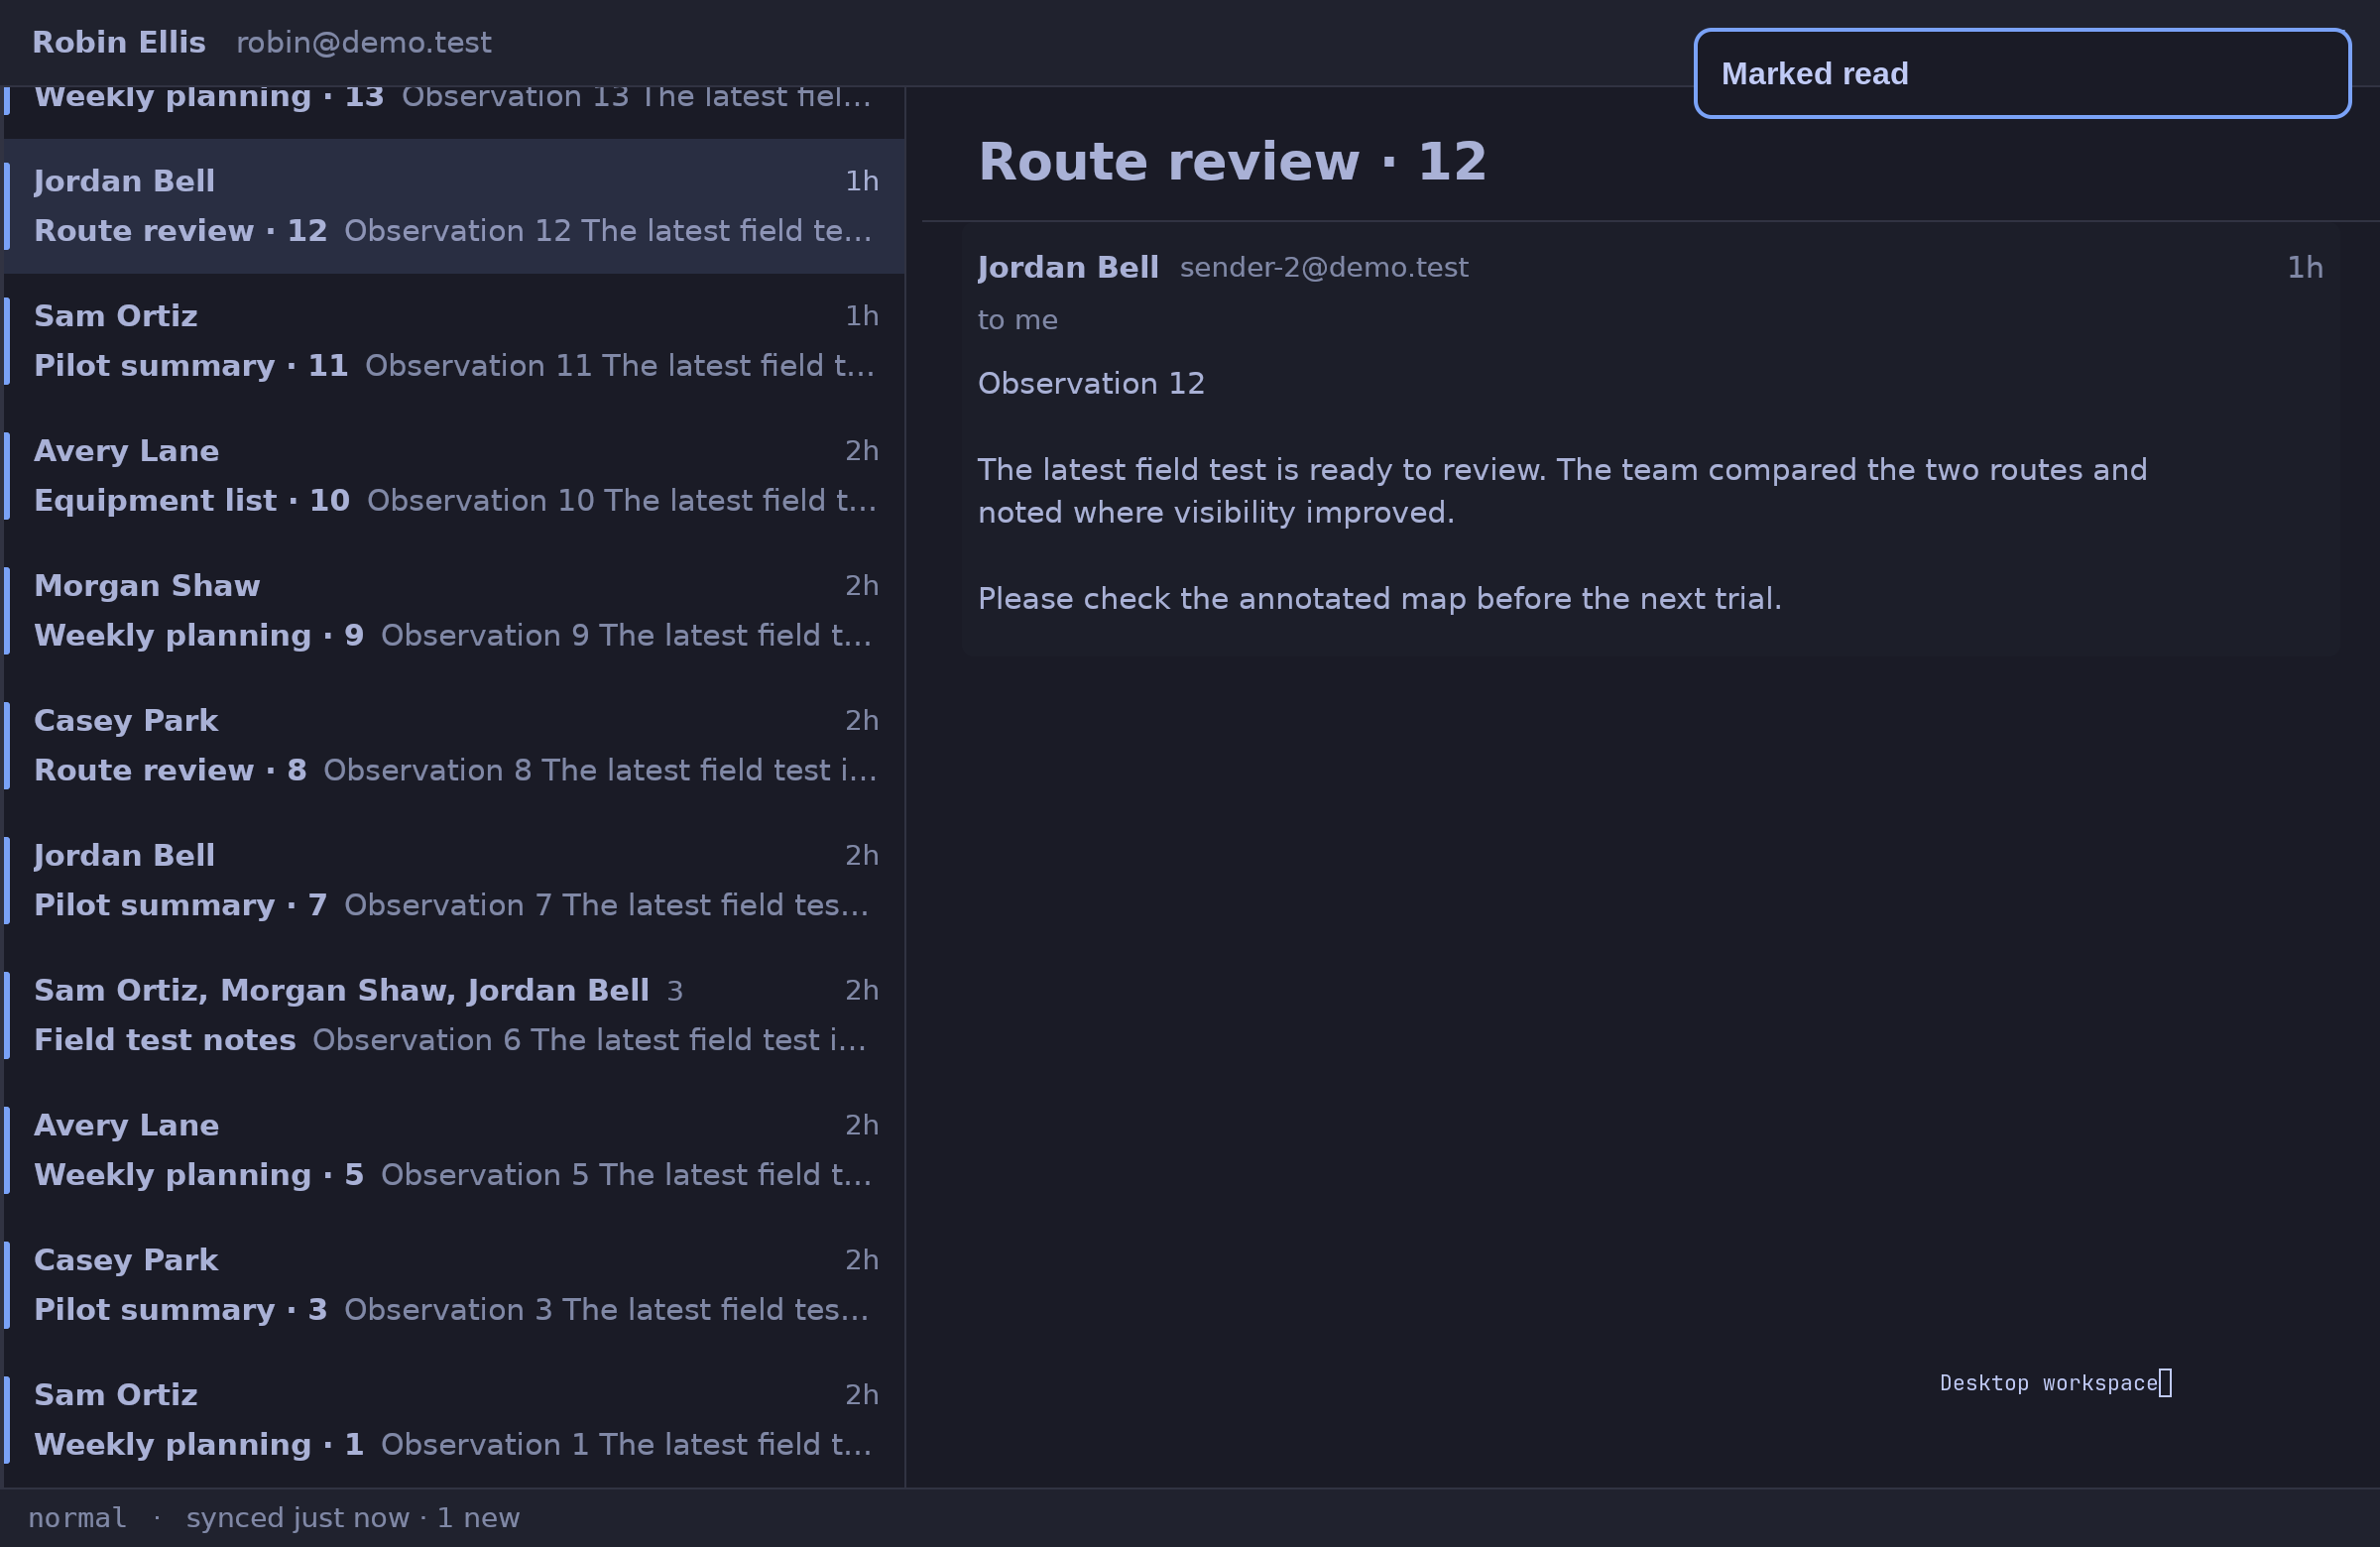 Robin Ellis robin@demo.test
Marked read
Weekly planning · 13 Observation 13 The latest fiel…
Jordan Bell 1h
Route review · 12 Observation 12 The latest field te…
Sam Ortiz 1h
Pilot summary · 11 Observation 11 The latest field t…
Avery Lane 2h
Equipment list · 10 Observation 10 The latest field t…
Morgan Shaw 2h
Weekly planning · 9 Observation 9 The latest field t…
Casey Park 2h
Route review · 8 Observation 8 The latest field test i…
Jordan Bell 2h
Pilot summary · 7 Observation 7 The latest field tes…
Sam Ortiz, Morgan Shaw, Jordan Bell 3 2h
Field test notes Observation 6 The latest field test i…
Avery Lane 2h
Weekly planning · 5 Observation 5 The latest field t…
Casey Park 2h
Pilot summary · 3 Observation 3 The latest field tes…
Sam Ortiz 2h
Weekly planning · 1 Observation 1 The latest field t…
Route review · 12
Jordan Bell sender-2@demo.test 1h
to me
Observation 12
The latest field test is ready to review. The team compared the two routes and
noted where visibility improved.
Please check the annotated map before the next trial.
Desktop workspace
normal · synced just now · 1 new